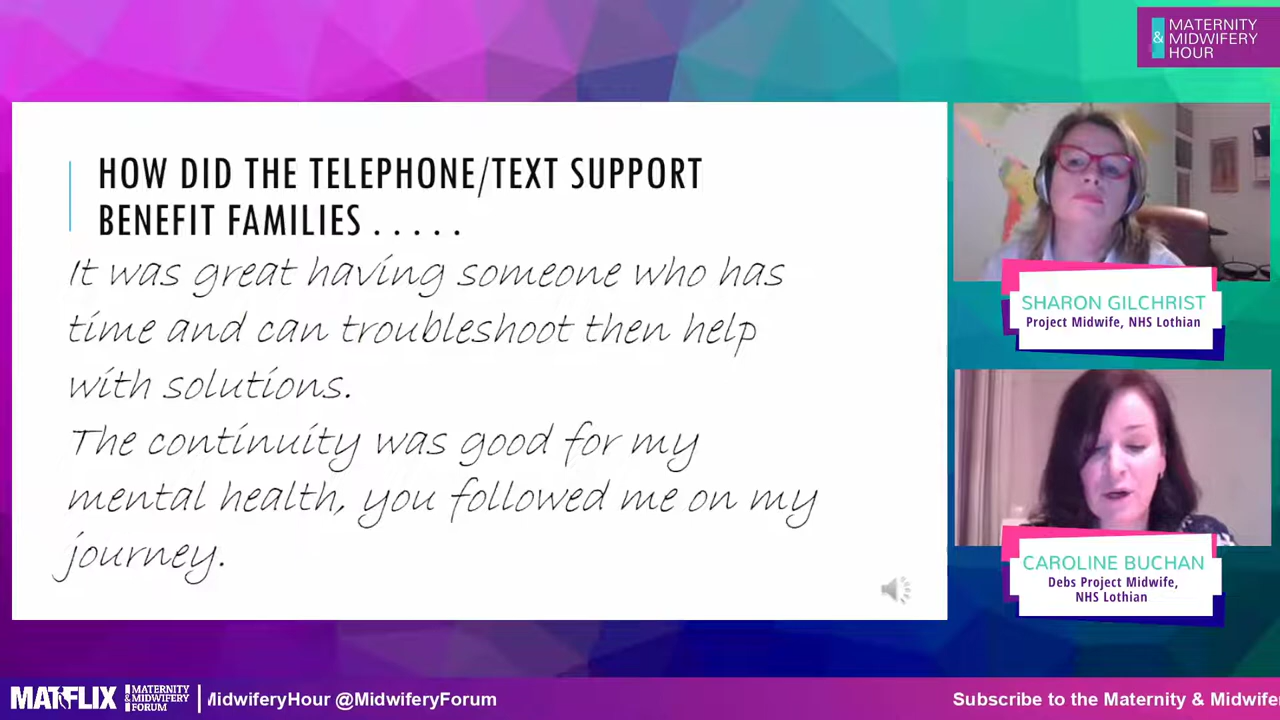 MATERNITY
& MIDWIFERY
HOUR
HOW DID THE TELEPHONE/TEXT SUPPORT
BENEFIT FAMILIES . . . . .
It was great having someone who has
time and can troubleshoot then help
with solutions.
The continuity was good for my
mental health, you followed me on my
journey.
SHARON GILCHRIST
Project Midwife, NHS Lothian
CAROLINE BUCHAN
Debs Project Midwife,
NHS Lothian
MATFLIX
MATERNITY
& MIDWIFERY
FORUM
MidwiferyHour @MidwiferyForum
Subscribe to the Maternity & Midwife